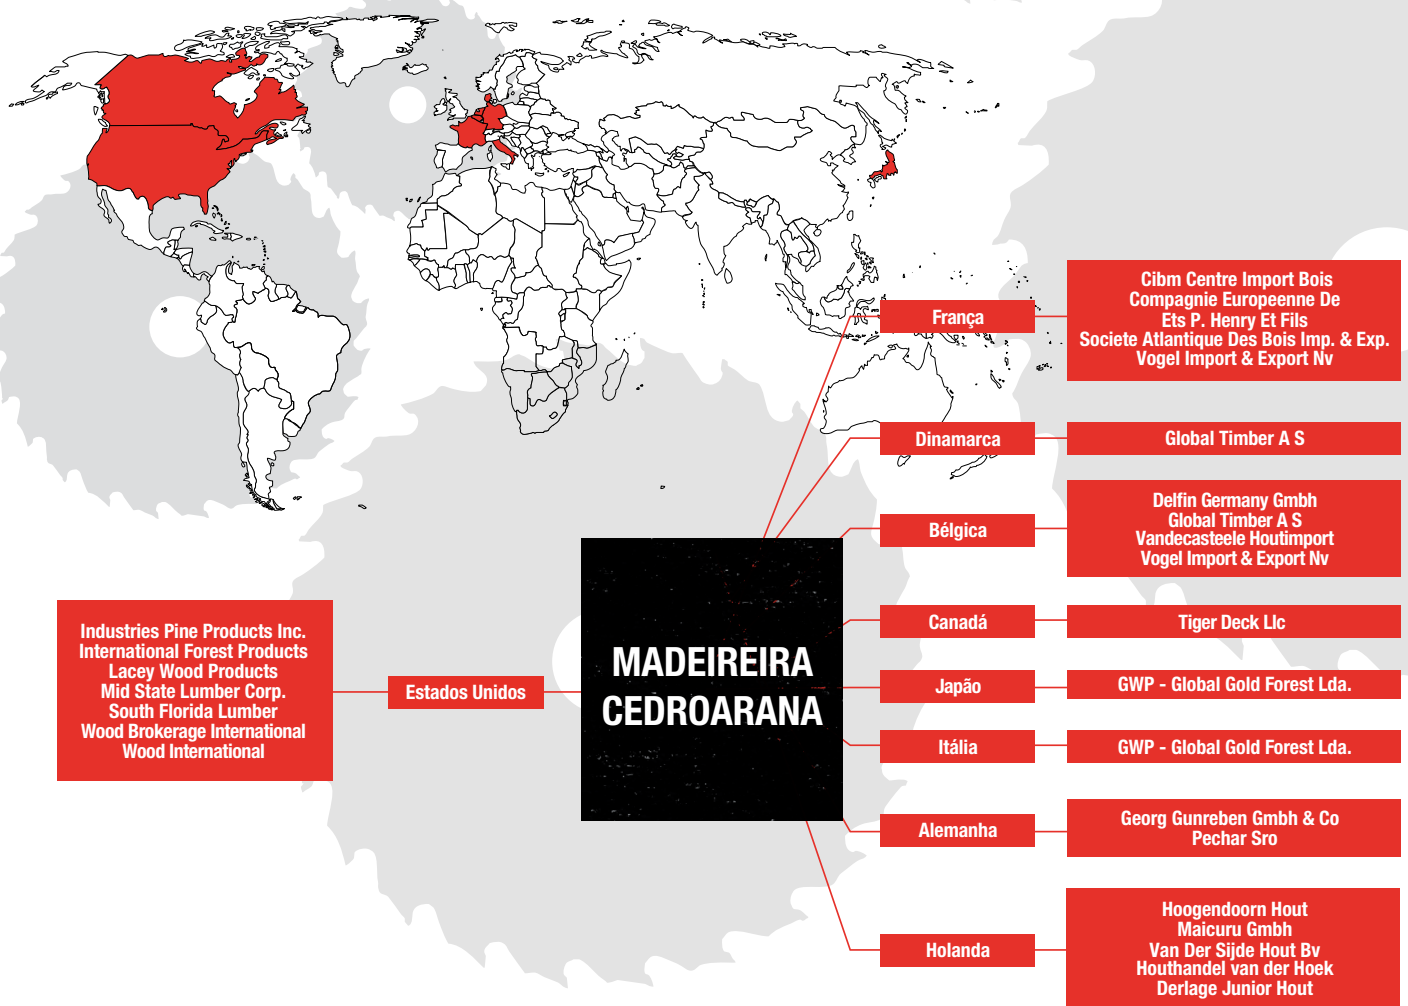 França
Cibm Centre Import Bois
Compagnie Europeenne De
Ets P. Henry Et Fils
Societe Atlantique Des Bois Imp. & Exp.
Vogel Import & Export Nv
Dinamarca
Global Timber A S
Bélgica
Delfin Germany Gmbh
Global Timber A S
Vandecasteele Houtimport
Vogel Import & Export Nv
Canadá
Tiger Deck Llc
Japão
GWP - Global Gold Forest Lda.
Itália
GWP - Global Gold Forest Lda.
Alemanha
Georg Gunreben Gmbh & Co
Pechar Sro
Holanda
Hoogendoorn Hout
Maicuru Gmbh
Van Der Sijde Hout Bv
Houthandel van der Hoek
Derlage Junior Hout
MADEIREIRA
CEDROARANA
Estados Unidos
Industries Pine Products Inc.
International Forest Products
Lacey Wood Products
Mid State Lumber Corp.
South Florida Lumber
Wood Brokerage International
Wood International